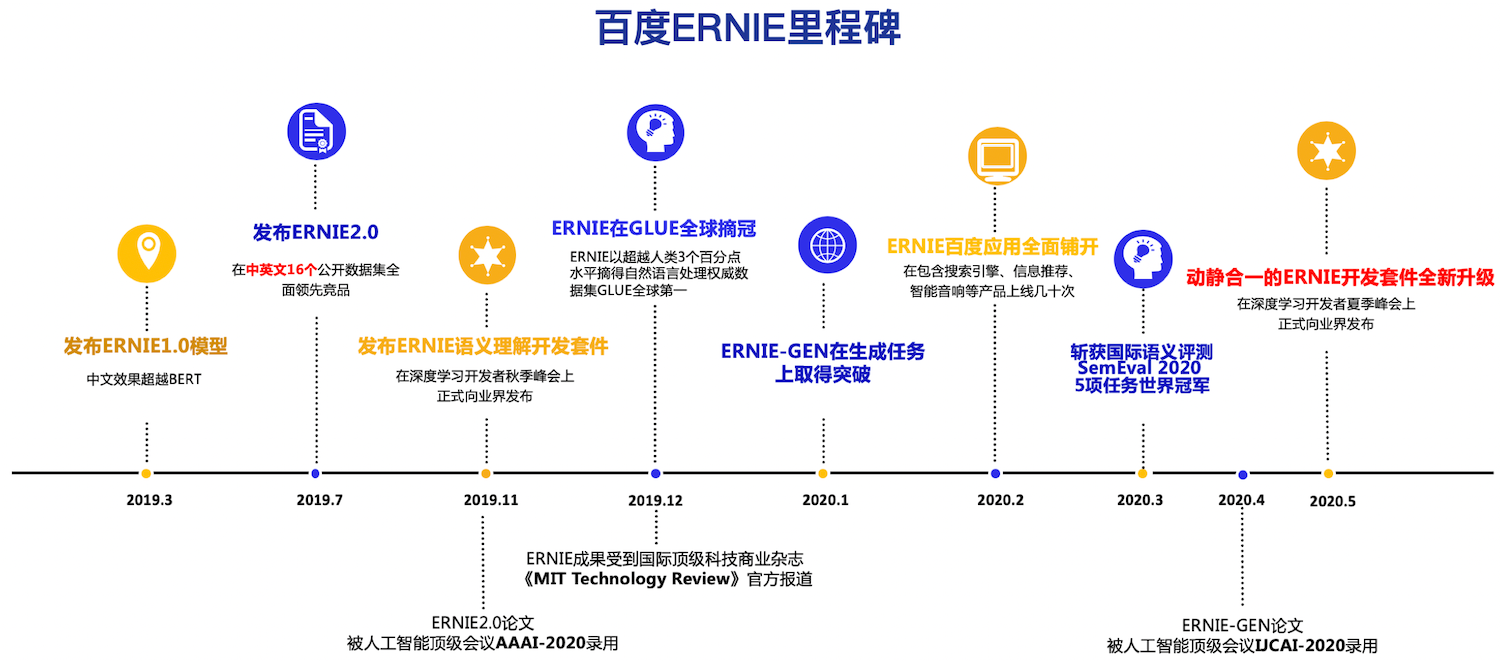 百度ERNIE里程碑
发布ERNIE1.0模型
中文效果超越BERT
发布ERNIE2.0
在中英文16个公开数据集全
面领先竞品
发布ERNIE语义理解开发套件
在深度学习开发者秋季峰会上
正式向业界发布
ERNIE在GLUE全球摘冠
ERNIE以超越人类3个百分点
水平摘得自然语言处理权威数
据集GLUE全球第一
ERNIE-GEN在生成任务
上取得突破
ERNIE百度应用全面铺开
在包含搜索引擎、信息推荐、
智能音响等产品上线几十次
斩获国际语义评测
SemEval 2020
5项任务世界冠军
动静合一的ERNIE开发套件全新升级
在深度学习开发者夏季峰会上
正式向业界发布
2019.3
2019.7
2019.11
2019.12
2020.1
2020.2
2020.3
2020.4
2020.5
ERNIE2.0论文
被人工智能顶级会议AAAI-2020录用
ERNIE成果受到国际顶级科技商业杂志
《MIT Technology Review》官方报道
ERNIE-GEN论文
被人工智能顶级会议IJCAI-2020录用